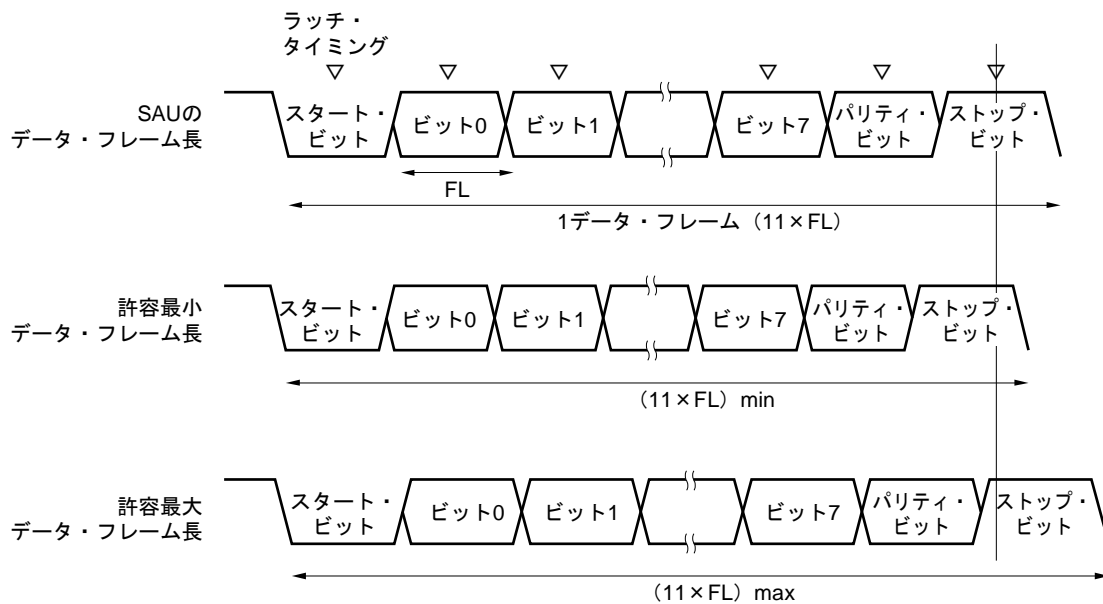 ラッチ・
タイミング
▽ ▽ ▽ ▽ ▽ ▽
SAUの
データ・フレーム長
スタート・
ビット
ビット0
ビット1
ビット7
パリティ・
ビット
ストップ・
ビット
FL
1データ・フレーム（11×FL）
許容最小
データ・フレーム長
スタート・
ビット
ビット0
ビット1
ビット7
パリティ・
ビット
ストップ・
ビット
（11×FL）min
許容最大
データ・フレーム長
スタート・
ビット
ビット0
ビット1
ビット7
パリティ・
ビット
ストップ・
ビット
（11×FL）max